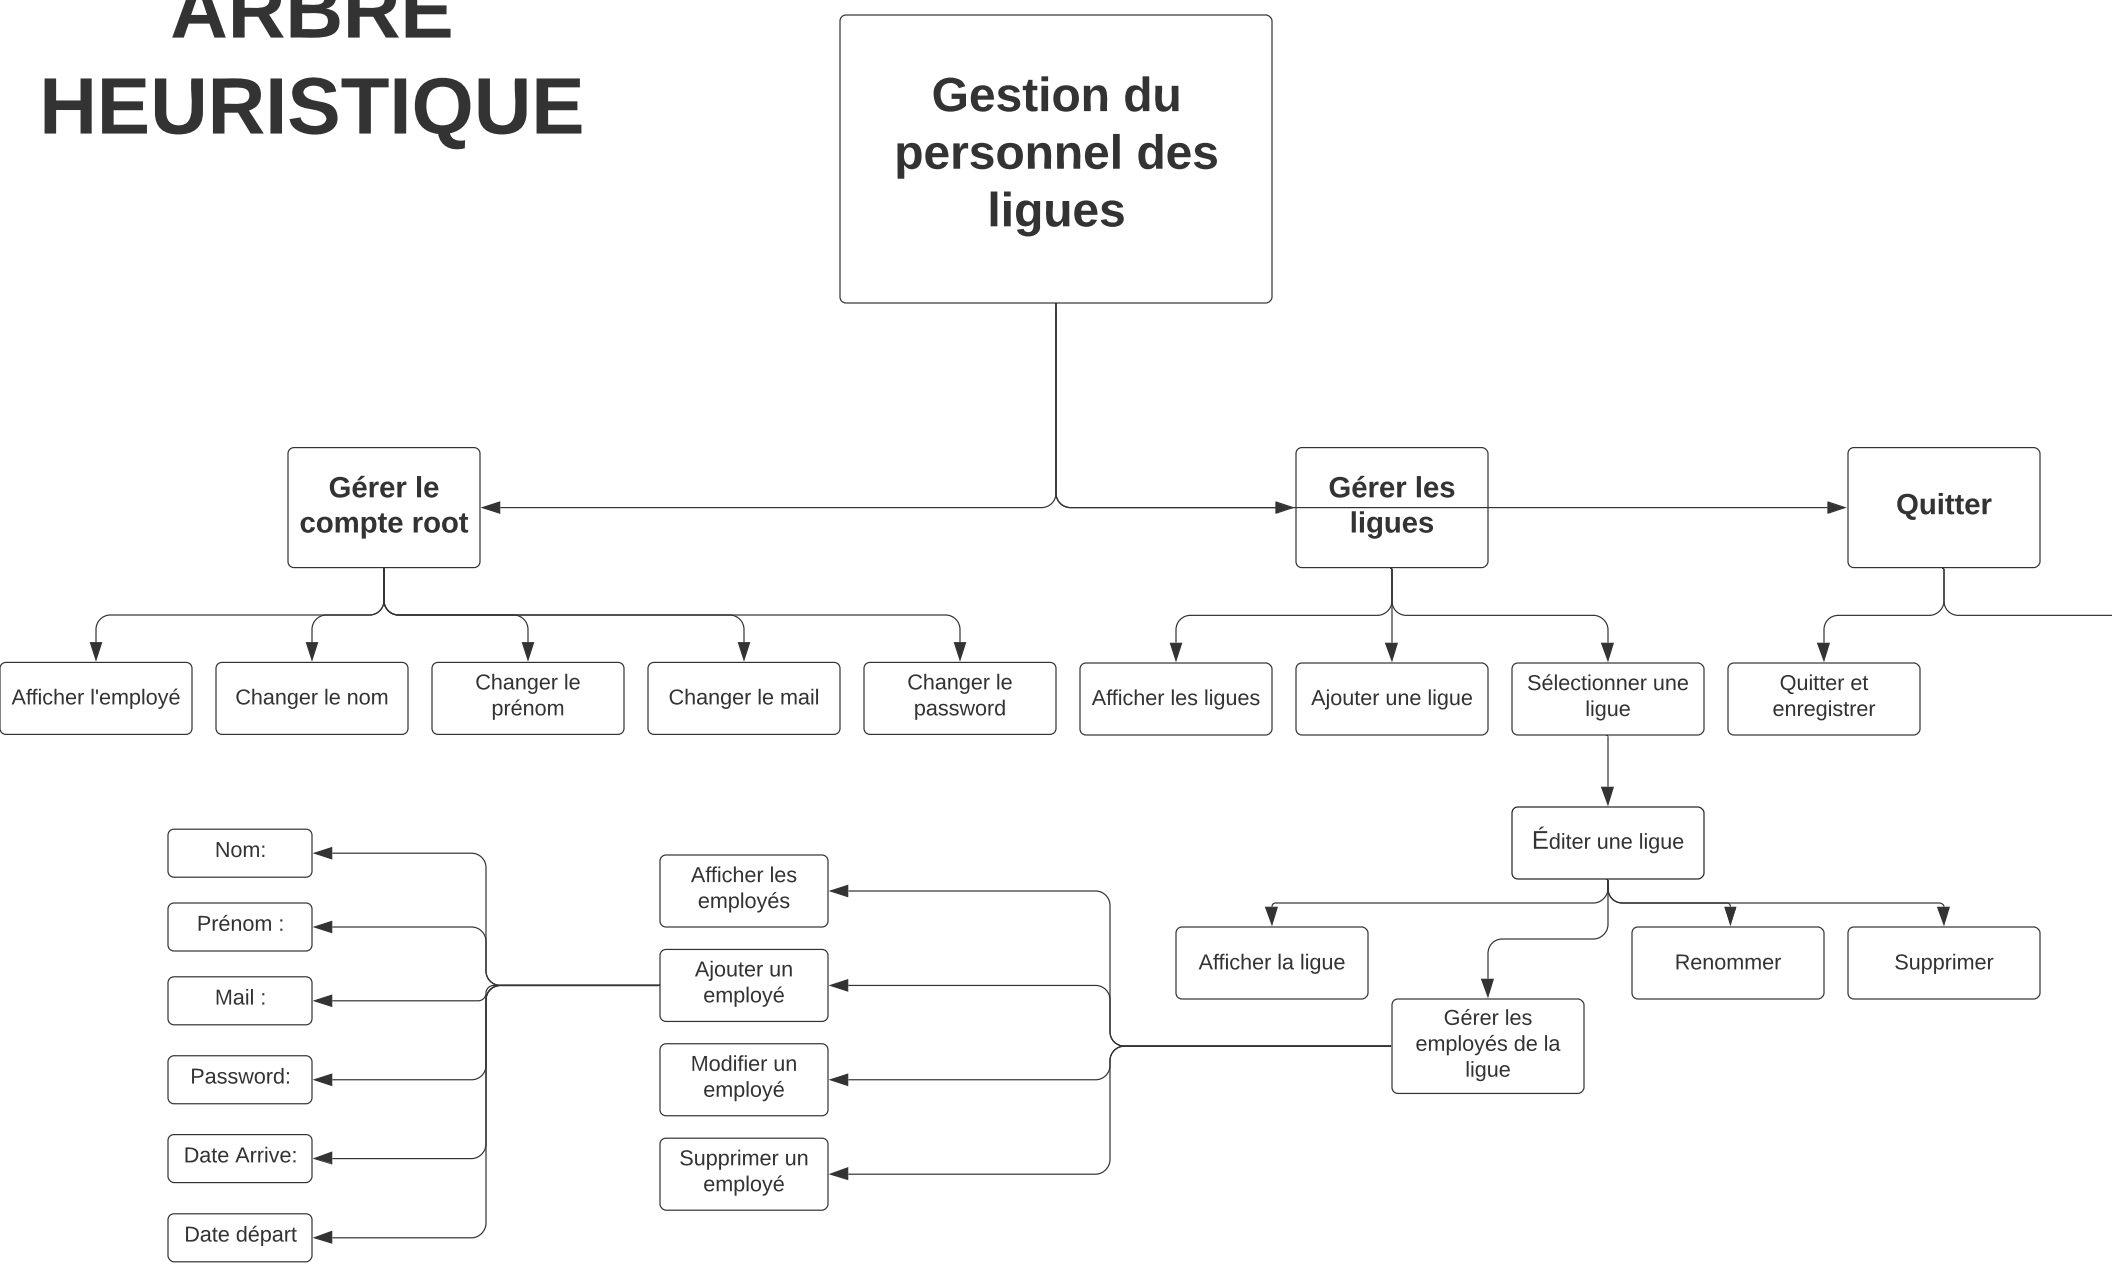 ARBRE
HEURISTIQUE
Gestion du
personnel des
ligues
Gérer le
compte root
Gérer les
ligues
Quitter
Afficher l'employé
Changer le nom
Changer le
prénom
Changer le mail
Changer le
password
Afficher les ligues
Ajouter une ligue
Sélectionner une
ligue
Quitter et
enregistrer
Éditer une ligue
Afficher la ligue
Gérer les
employés de la
ligue
Renommer
Supprimer
Afficher les
employés
Ajouter un
employé
Modifier un
employé
Supprimer un
employé
Nom:
Prénom :
Mail :
Password:
Date Arrive:
Date départ